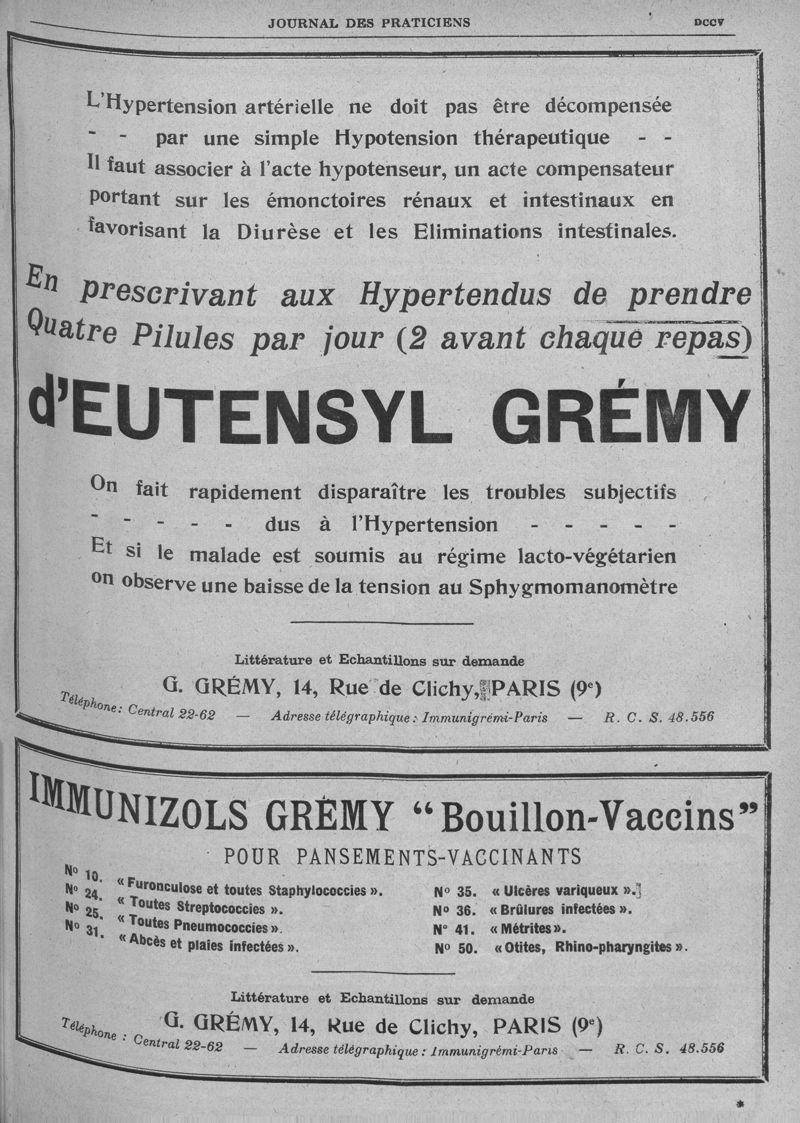 JOURNAL DES PRATICIENS DCCV
L'Hypertension artérielle ne doit pas être décompensée
- - par une simple Hypotension thérapeutique - -
Il faut associer à l'acte hypotenseur, un acte compensateur
portant sur les émonctoires rénaux et intestinaux en
favorisant la Diurèse et les Eliminations intestinales.
En prescrivant aux Hypertendus de prendre
Quatre Pilules par jour (2 avant chaque repas)
d'EUTENSYL GRÉMY
On fait rapidement disparaître les troubles subjectifs
- - - - - dus à l'Hypertension - - - - -
Et si le malade est soumis au régime lacto-végétarien
on observe une baisse de la tension au Sphygmomanomètre
Littérature et Echantillons sur demande
G. GRÉMY, 14, Rue de Clichy, PARIS (9e)
Téléphone: Central 22-62 — Adresse télégraphique : Immunigrémi-Paris — R. C. S. 48.556
IMMUNIZOLS GRÉMY “Bouillon-Vaccins”
POUR PANSEMENTS-VACCINANTS
No 10. « Furonculose et toutes Staphylococcies ».
No 24. « Toutes Streptococcies ».
No 25. « Toutes Pneumococcies ».
No 31. « Abcès et plaies infectées ».
No 35. « Ulcères variqueux ».
No 36. « Brûlures infectées ».
No 41. « Métrites ».
No 50. « Otites, Rhino-pharyngites ».
Littérature et Echantillons sur demande
G. GRÉMY, 14, Rue de Clichy, PARIS (9e)
Téléphone : Central 22-62 — Adresse télégraphique : Immunigrémi-Paris — R. C. S. 48.556
*